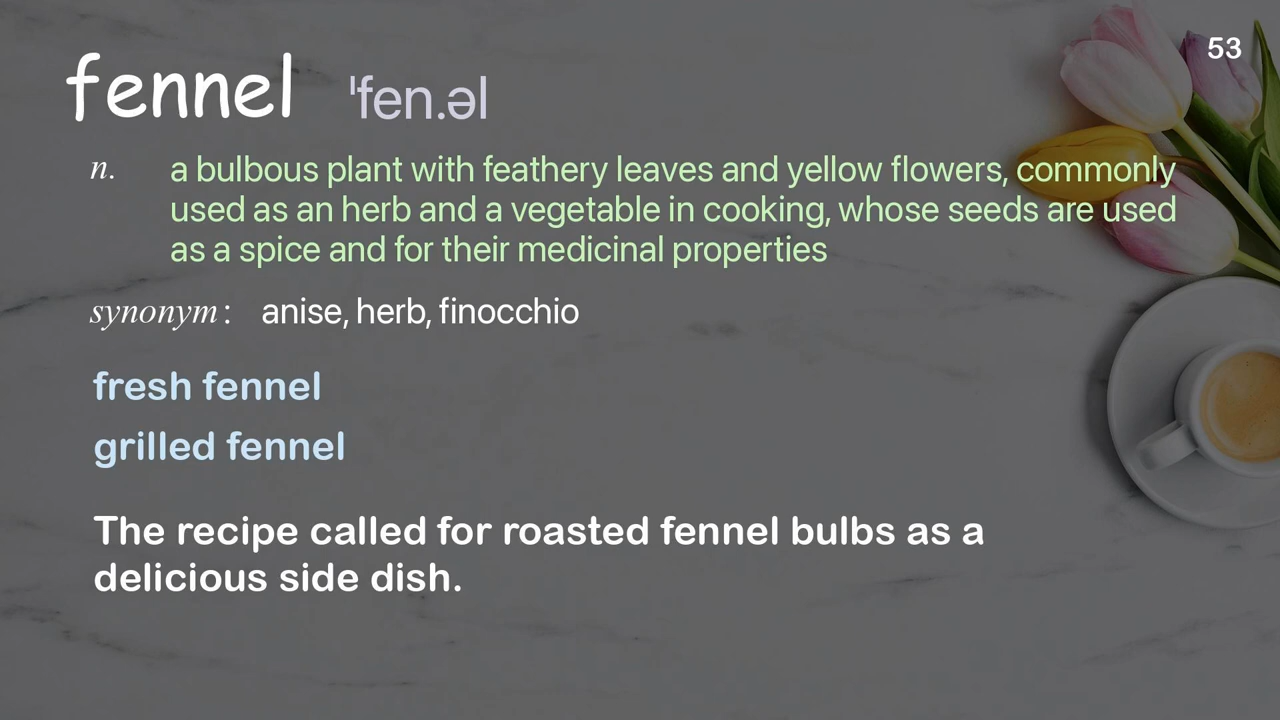 53
fennel ˈfen.əl
n. a bulbous plant with feathery leaves and yellow flowers, commonly
used as an herb and a vegetable in cooking, whose seeds are used
as a spice and for their medicinal properties
synonym : anise, herb, finocchio
fresh fennel
grilled fennel
The recipe called for roasted fennel bulbs as a
delicious side dish.